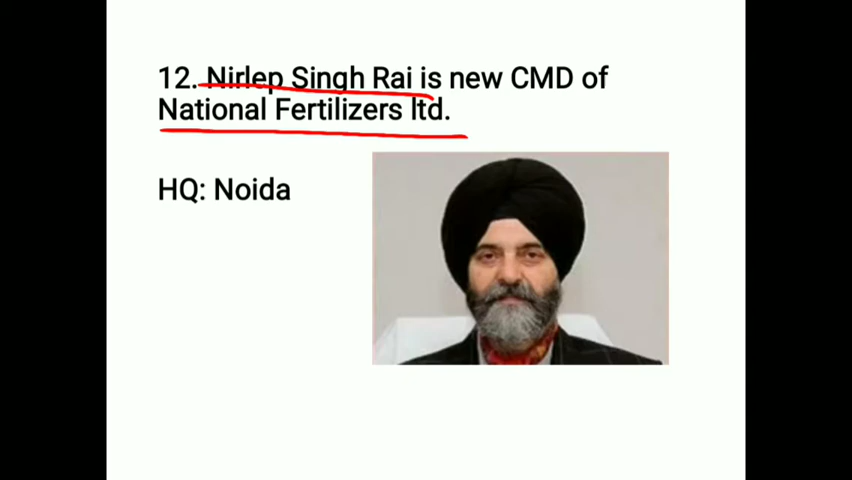 12. Nirlep Singh Rai is new CMD of
National Fertilizers ltd.
HQ: Noida